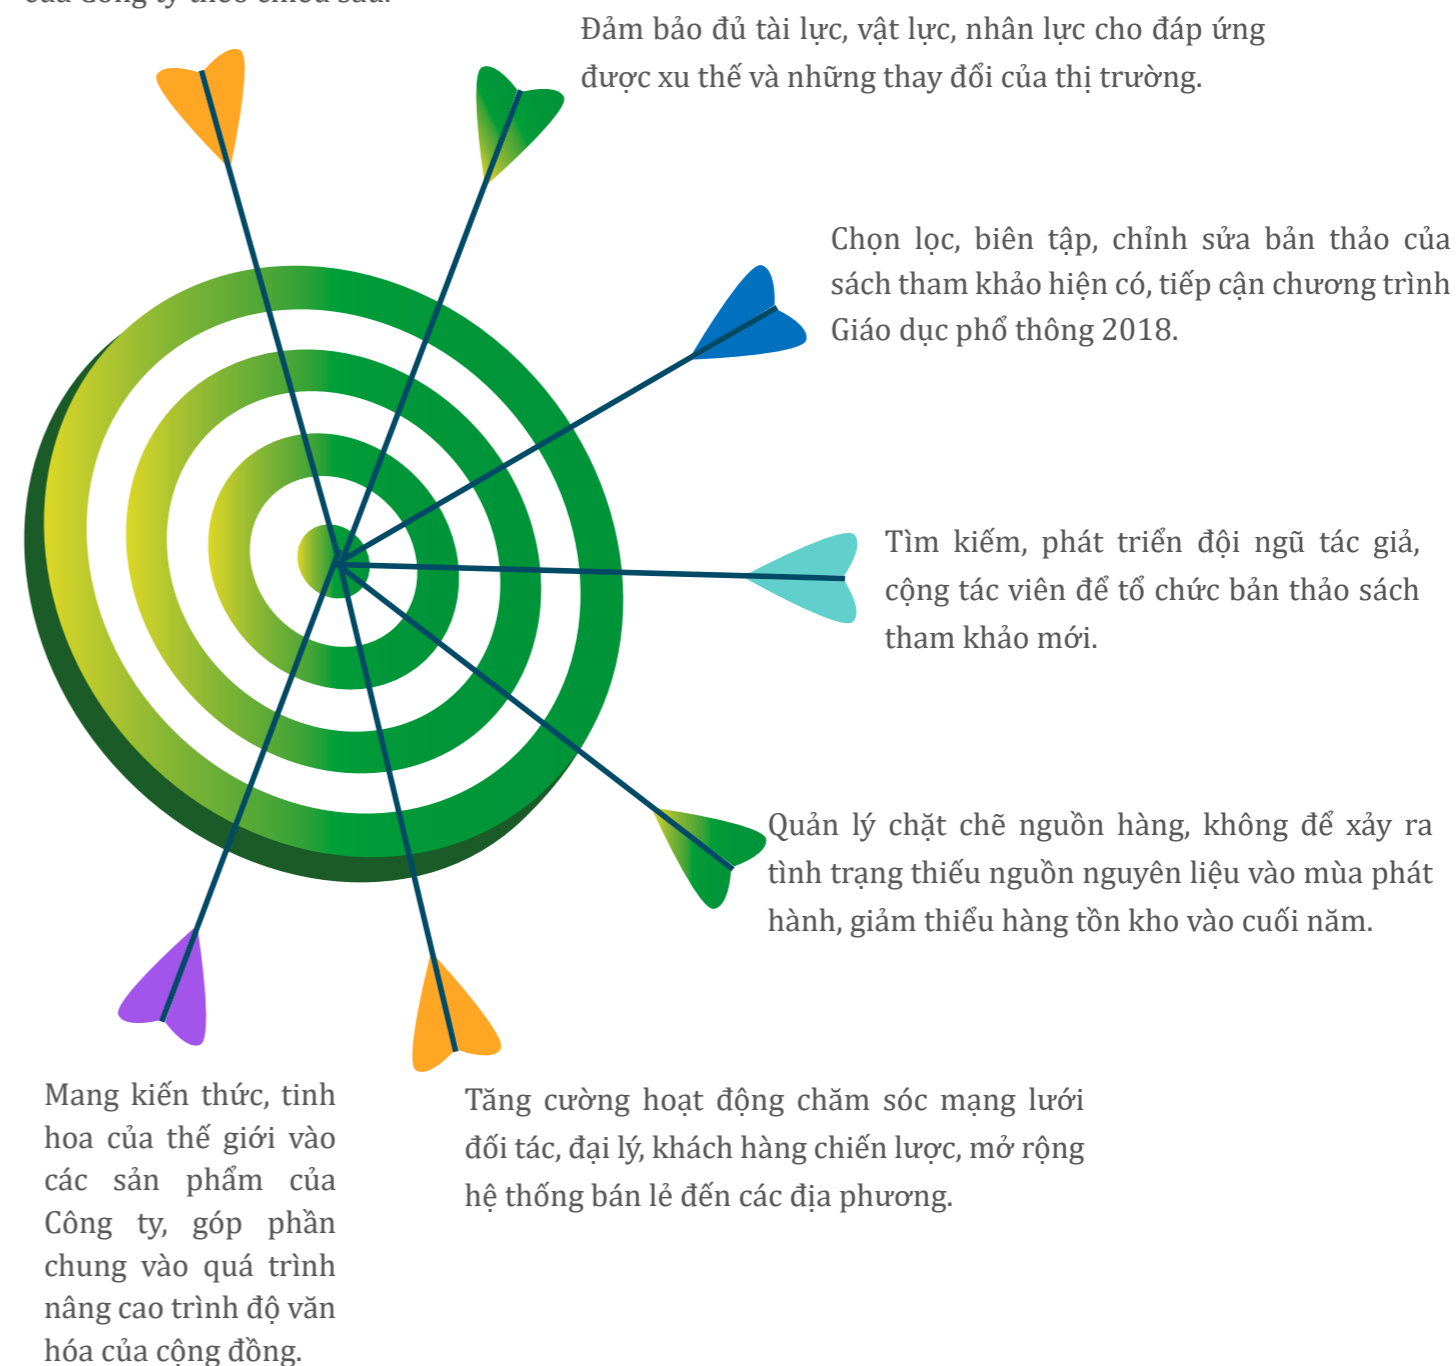 của Công ty theo chiều sâu.
Đảm bảo đủ tài lực, vật lực, nhân lực cho đáp ứng
được xu thế và những thay đổi của thị trường.
Chọn lọc, biên tập, chỉnh sửa bản thảo của
sách tham khảo hiện có, tiếp cận chương trình
Giáo dục phổ thông 2018.
Tìm kiếm, phát triển đội ngũ tác giả,
cộng tác viên để tổ chức bản thảo sách
tham khảo mới.
Quản lý chặt chẽ nguồn hàng, không để xảy ra
tình trạng thiếu nguồn nguyên liệu vào mùa phát
hành, giảm thiểu hàng tồn kho vào cuối năm.
Tăng cường hoạt động chăm sóc mạng lưới
đối tác, đại lý, khách hàng chiến lược, mở rộng
hệ thống bán lẻ đến các địa phương.
Mang kiến thức, tinh
hoa của thế giới vào
các sản phẩm của
Công ty, góp phần
chung vào quá trình
nâng cao trình độ văn
hóa của cộng đồng.